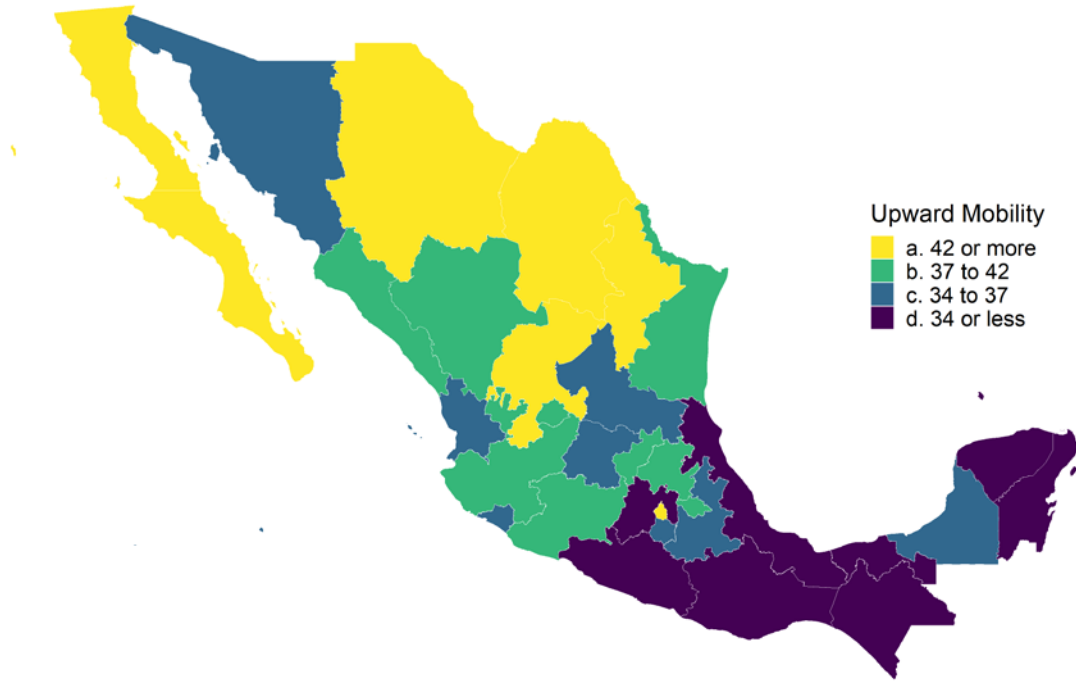 Upward Mobility
a. 42 or more
b. 37 to 42
c. 34 to 37
d. 34 or less